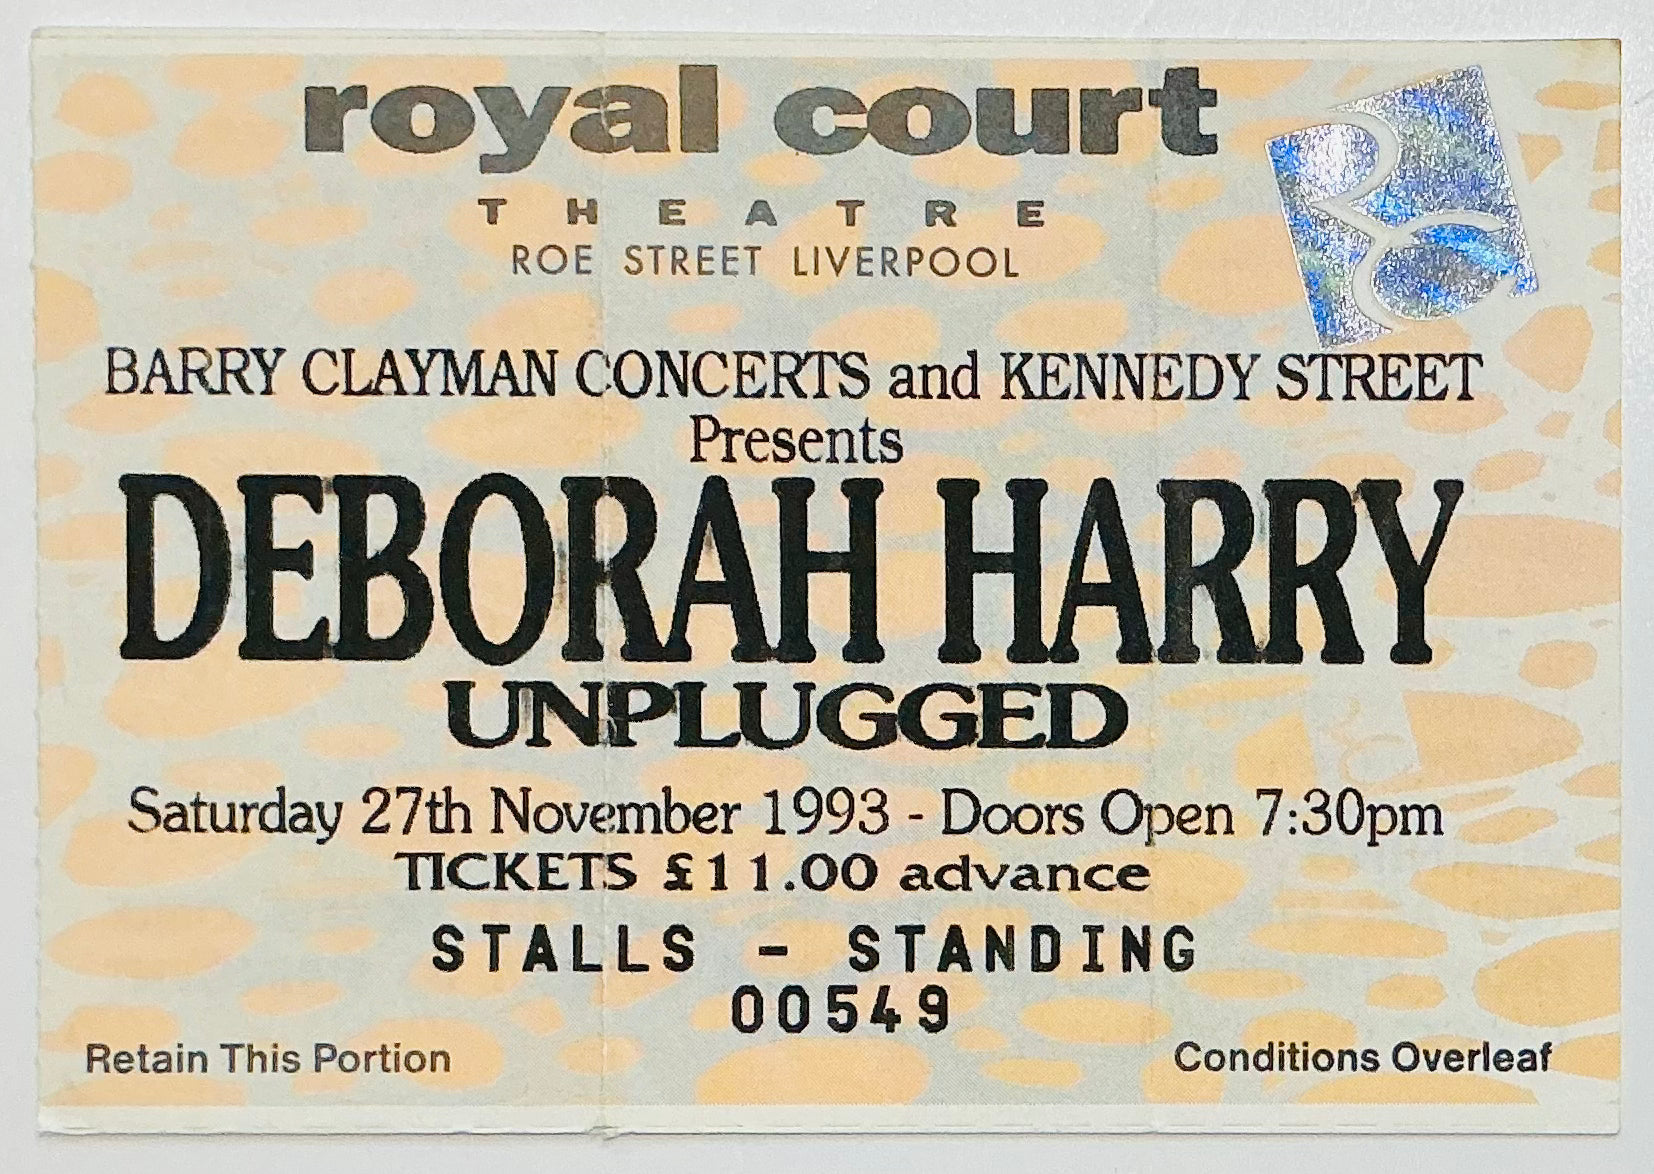 royal court
THEATRE
ROE STREET LIVERPOOL
BARRY CLAYMAN CONCERTS and KENNEDY STREET
Presents
DEBORAH HARRY
UNPLUGGED
Saturday 27th November 1993 - Doors Open 7:30pm
TICKETS £11.00 advance
STALLS - STANDING
00549
Retain This Portion
Conditions Overleaf
RC